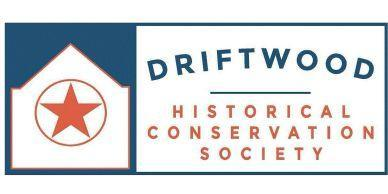 DRIFTWOOD
HISTORICAL
CONSERVATION
SOCIETY